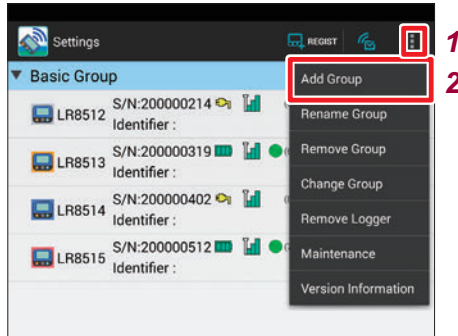 Settings
REGIST
1
2
Basic Group
Add Group
Rename Group
Remove Group
Change Group
Remove Logger
Maintenance
Version Information
LR8512
S/N:200000214
Identifier :
LR8513
S/N:200000319
Identifier :
LR8514
S/N:200000402
Identifier :
LR8515
S/N:200000512
Identifier :